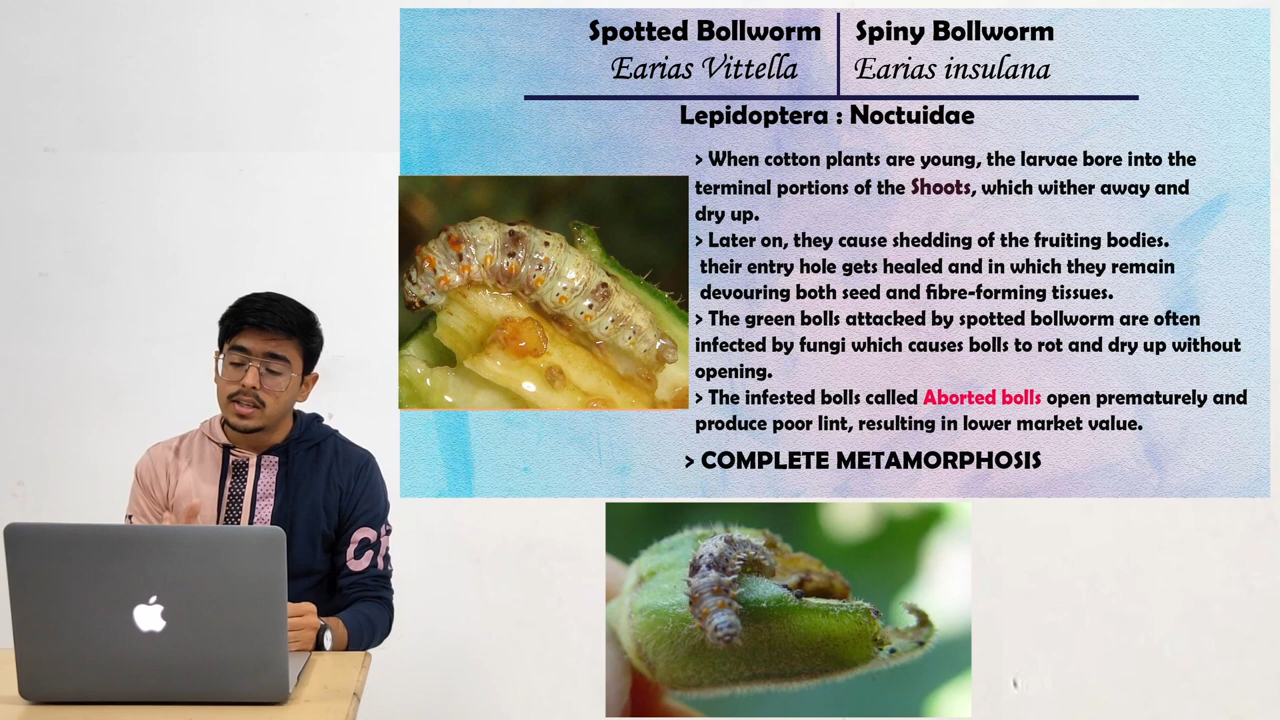 Spotted Bollworm
Spiny Bollworm
Earias Vittella
Earias insulana
Lepidoptera : Noctuidae
> When cotton plants are young, the larvae bore into the
terminal portions of the Shoots, which wither away and
dry up.
> Later on, they cause shedding of the fruiting bodies.
their entry hole gets healed and in which they remain
devouring both seed and fibre-forming tissues.
> The green bolls attacked by spotted bollworm are often
infected by fungi which causes bolls to rot and dry up without
opening.
> The infested bolls called Aborted bolls open prematurely and
produce poor lint, resulting in lower market value.
> COMPLETE METAMORPHOSIS